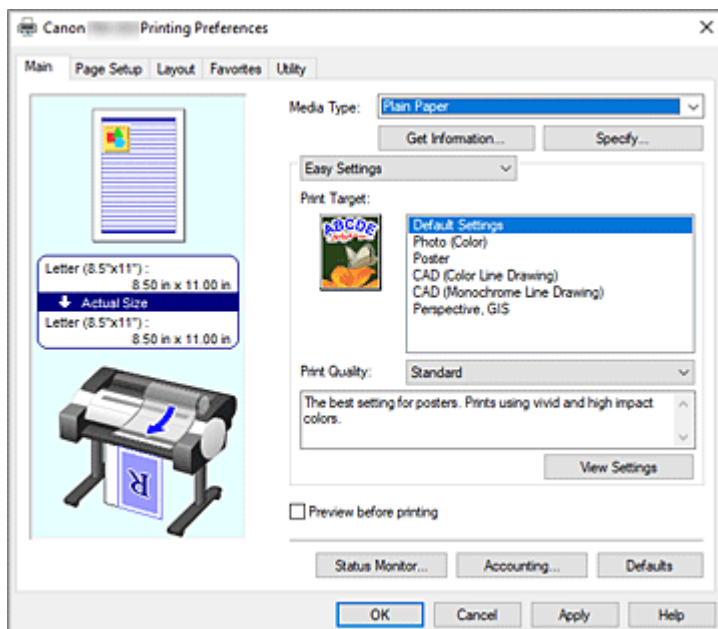 Canon Printing Preferences
Main Page Setup Layout Favorites Utility
Letter (8.5"x11") :
8.50 in x 11.00 in
Actual Size
Letter (8.5"x11") :
8.50 in x 11.00 in
R
Media Type: Plain Paper
Get Information... Specify...
Easy Settings
Print Target:
ABCDE
Default Settings
Photo (Color)
Poster
CAD (Color Line Drawing)
CAD (Monochrome Line Drawing)
Perspective, GIS
Print Quality: Standard
The best setting for posters. Prints using vivid and high impact
colors.
View Settings
Preview before printing
Status Monitor... Accounting... Defaults
OK Cancel Apply Help